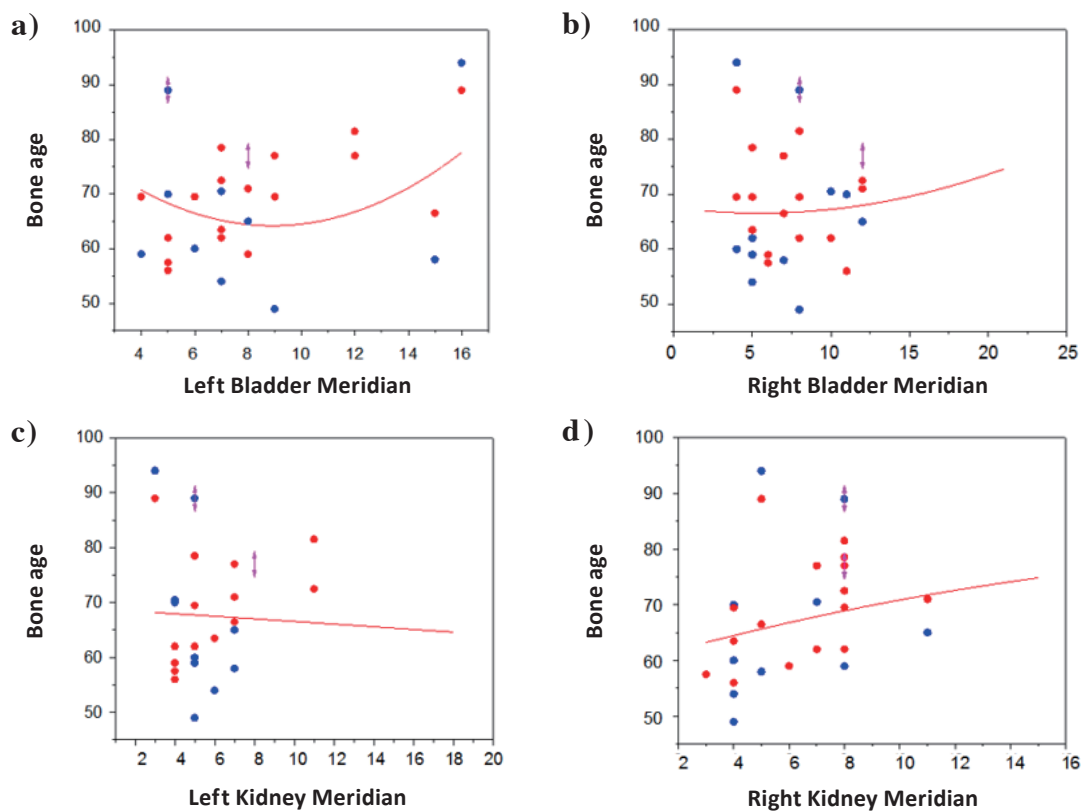 a)
100
90
80
70
60
50
Bone age
4 6 8 10 12 14 16
Left Bladder Meridian
b)
100
90
80
70
60
50
Bone age
0 5 10 15 20 25
Right Bladder Meridian
c)
100
90
80
70
60
50
Bone age
2 4 6 8 10 12 14 16 18 20
Left Kidney Meridian
d)
100
90
80
70
60
50
Bone age
2 4 6 8 10 12 14 16
Right Kidney Meridian